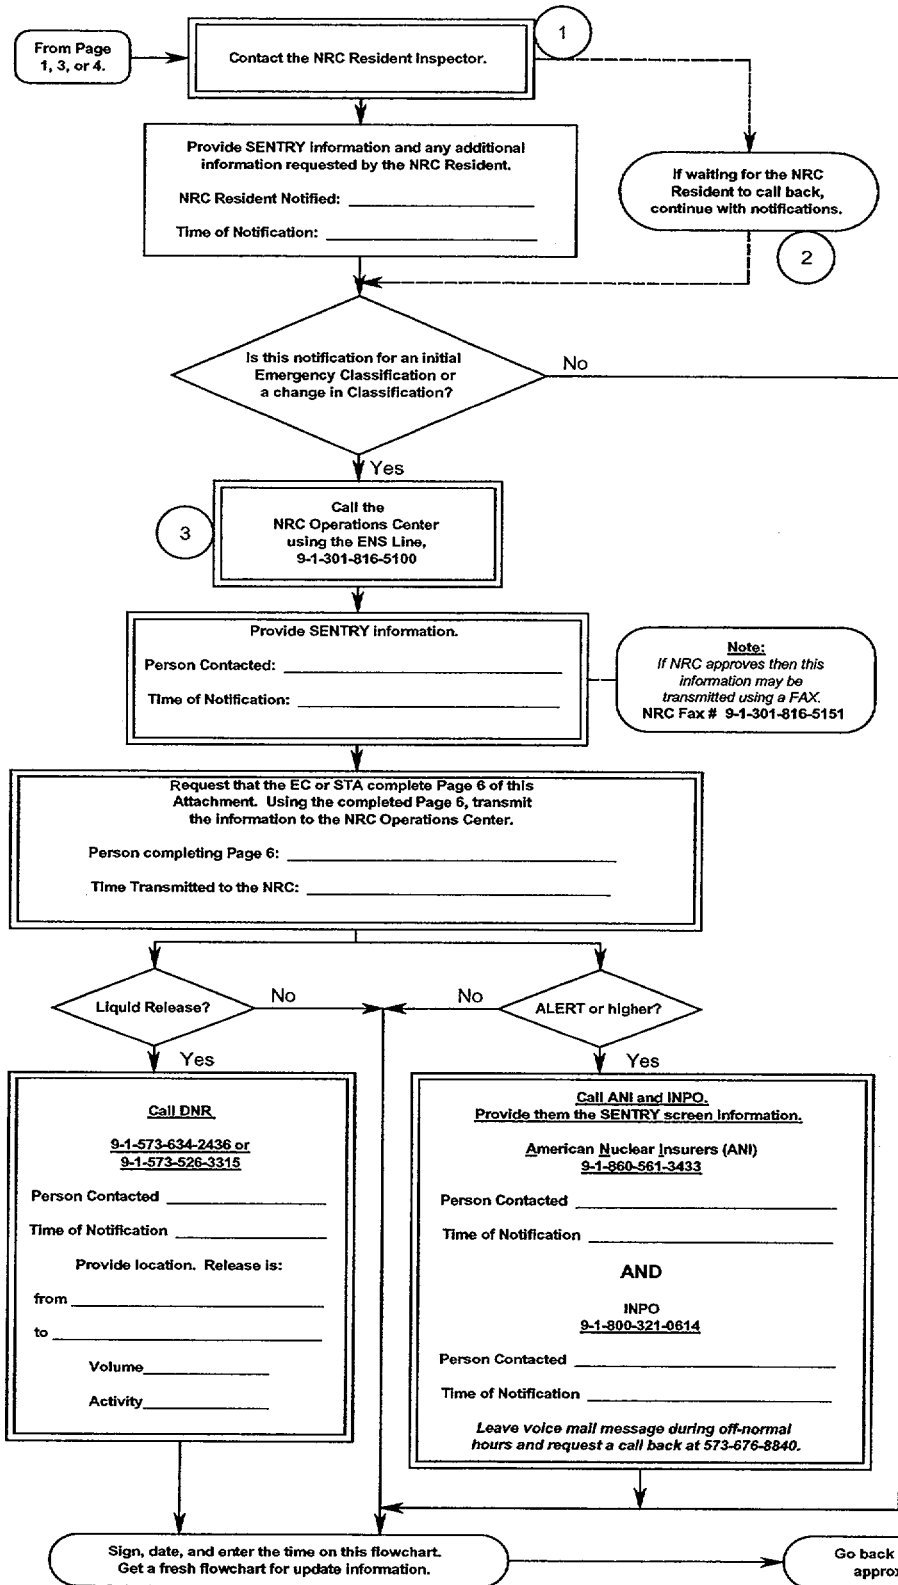 From Page
1, 3, or 4.
Contact the NRC Resident Inspector.
1
Provide SENTRY Information and any additional
information requested by the NRC Resident.
NRC Resident Notified:
Time of Notification:
If waiting for the NRC
Resident to call back,
continue with notifications.
2
Is this notification for an initial
Emergency Classification or
a change in Classification?
No
Yes
3
Call the
NRC Operations Center
using the ENS Line,
9-1-301-816-5100
Provide SENTRY information.
Person Contacted:
Time of Notification:
Note:
If NRC approves then this
information may be
transmitted using a FAX.
NRC Fax # 9-1-301-816-5151
Request that the EC or STA complete Page 6 of this
Attachment. Using the completed Page 6, transmit
the information to the NRC Operations Center.
Person completing Page 6:
Time Transmitted to the NRC:
Liquid Release?
No
No
ALERT or higher?
Yes
Yes
Call DNR
9-1-573-634-2436 or
9-1-573-526-3315
Person Contacted
Time of Notification
Provide location. Release is:
from
to
Volume
Activity
Call ANI and INPO.
Provide them the SENTRY screen Information.
American Nuclear Insurers (ANI)
9-1-860-561-3433
Person Contacted
Time of Notification
AND
INPO
9-1-800-321-0614
Person Contacted
Time of Notification
Leave voice mail message during off-normal
hours and request a call back at 573-676-8840.
Sign, date, and enter the time on this flowchart.
Get a fresh flowchart for update information.
Go back
approx